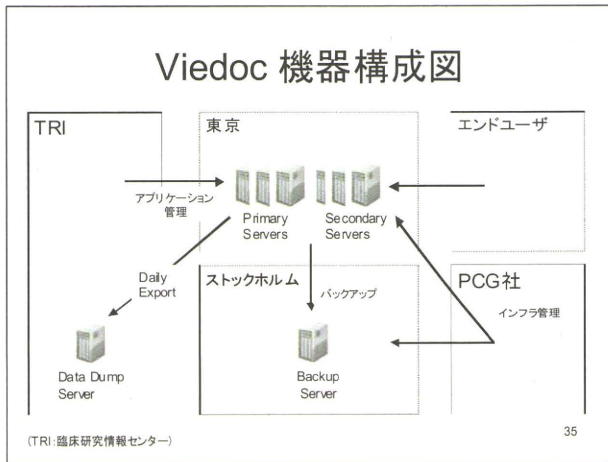 Viedoc 機器構成図
TRI
東京
エンドユーザ
アプリケーション
管理
Primary
Servers
Secondary
Servers
Daily
Export
ストックホルム
バックアップ
PCG社
インフラ管理
Data Dump
Server
Backup
Server
(TRI:臨床研究情報センター)
35